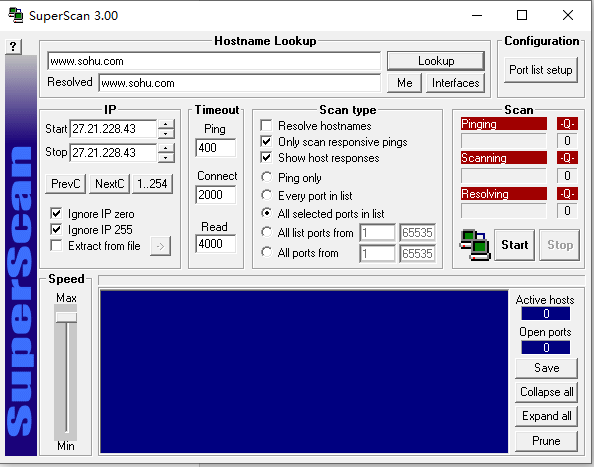 SuperScan 3.00
?
SuperScan
Hostname Lookup
www.sohu.com
Lookup
Resolved www.sohu.com
Me
Interfaces
Configuration
Port list setup
IP
Start 27.21.228.43
Stop 27.21.228.43
PrevC NextC 1..254
Ignore IP zero
Ignore IP 255
Extract from file ->
Timeout
Ping
400
Connect
2000
Read
4000
Scan type
Resolve hostnames
Only scan responsive pings
Show host responses
Ping only
Every port in list
All selected ports in list
All list ports from 1 65535
All ports from 1 65535
Scan
Pinging -Q-
0
Scanning -Q-
0
Resolving -Q-
0
Start Stop
Speed
Max
Min
Active hosts
0
Open ports
0
Save
Collapse all
Expand all
Prune